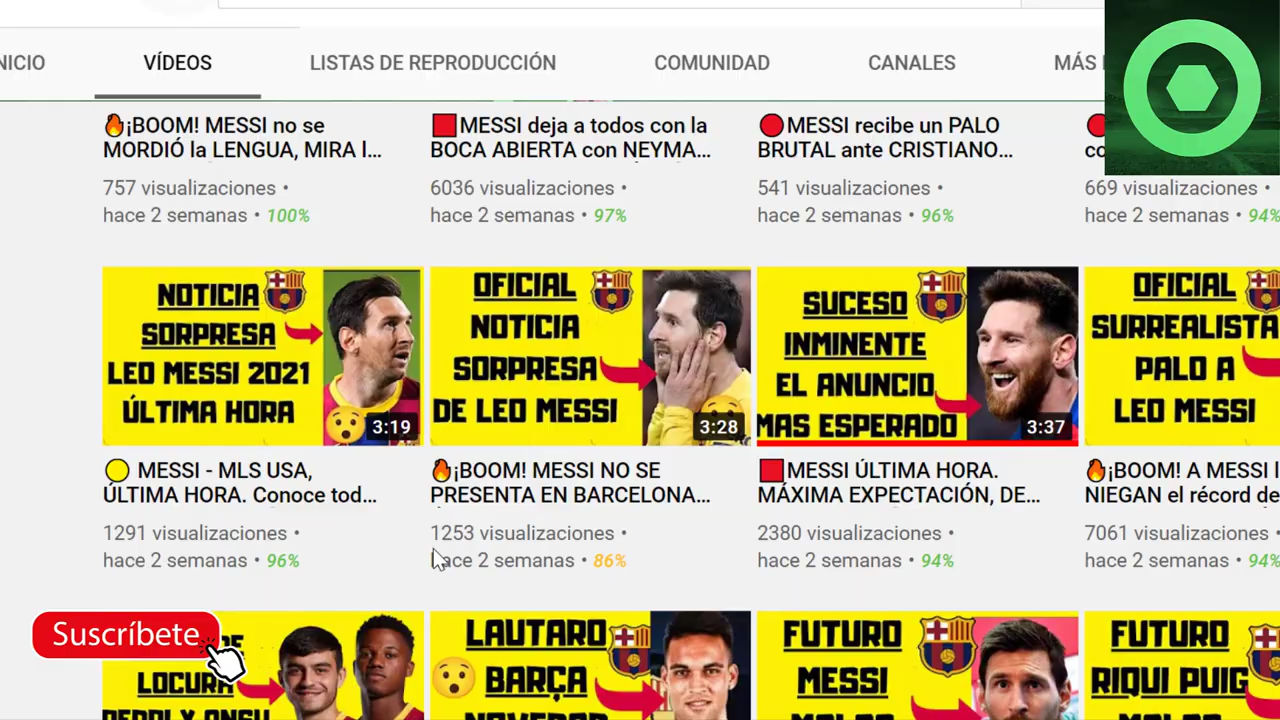 NICIO
VÍDEOS
LISTAS DE REPRODUCCIÓN
COMUNIDAD
CANALES
MÁS
🔥¡BOOM! MESSI no se
MORDIÓ la LENGUA, MIRA l...
757 visualizaciones •
hace 2 semanas • 100%
🟥MESSI deja a todos con la
BOCA ABIERTA con NEYMA...
6036 visualizaciones •
hace 2 semanas • 97%
🔴MESSI recibe un PALO
BRUTAL ante CRISTIANO...
541 visualizaciones •
hace 2 semanas • 96%
co
669 visualizaciones •
hace 2 semanas • 94%
NOTICIA
SORPRESA
LEO MESSI 2021
ÚLTIMA HORA
3:19
OFICIAL
NOTICIA
SORPRESA
DE LEO MESSI
3:28
SUCESO
INMINENTE
EL ANUNCIO
MAS ESPERADO
3:37
OFICIAL
SURREALISTA
PALO A
LEO MESSI
🟡 MESSI - MLS USA,
ÚLTIMA HORA. Conoce tod...
1291 visualizaciones •
hace 2 semanas • 96%
🔥¡BOOM! MESSI NO SE
PRESENTA EN BARCELONA...
1253 visualizaciones •
hace 2 semanas • 86%
🟥MESSI ÚLTIMA HORA.
MÁXIMA EXPECTACIÓN, DE...
2380 visualizaciones •
hace 2 semanas • 94%
🔥¡BOOM! A MESSI l
NIEGAN el récord de
7061 visualizaciones •
hace 2 semanas • 94%
Suscríbete
RE
LOCURA
PEDRI Y ANSU
LAUTARO
BARÇA
NOVEDAD
FUTURO
MESSI
MALAS
FUTURO
RIQUI PUIG
MALAS